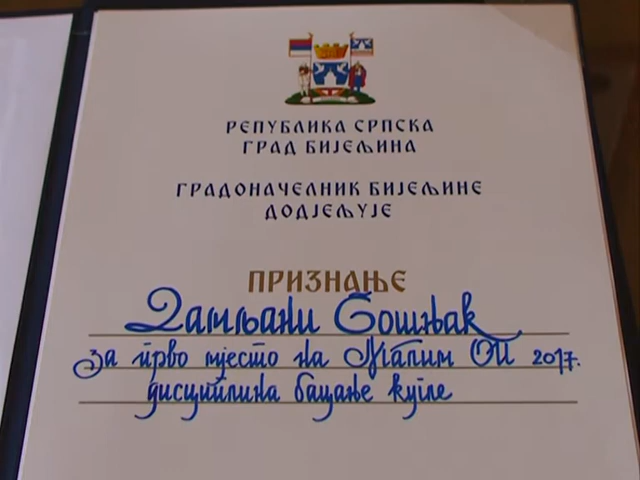 РЕПУБЛИКА СРПСКА
ГРАД БИЈЕЉИНА
ГРАДОНАЧЕЛНИК БИЈЕЉИНЕ
ДОДЈЕЉУЈЕ
ПРИЗНАЊЕ
Дамљани Бошњак
за прво мјесто на Малим ОИ 2017.
дисциплина бацање кугле